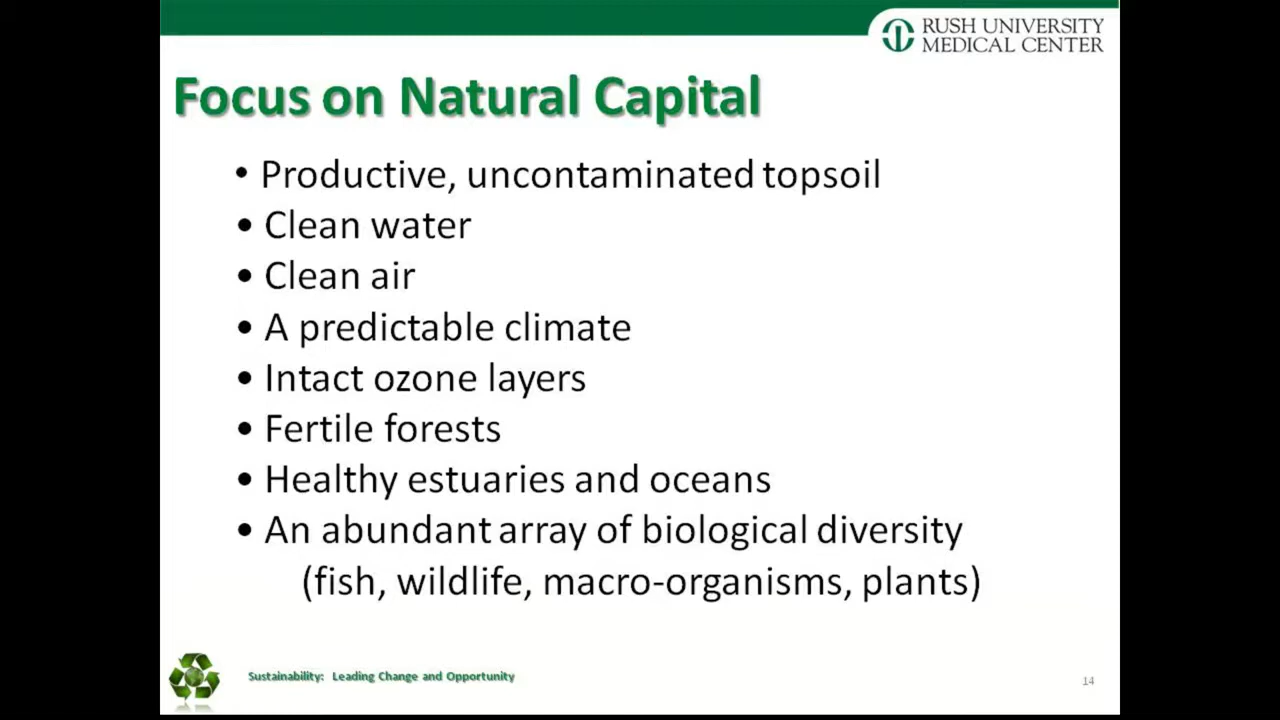 RUSH UNIVERSITY
MEDICAL CENTER
Focus on Natural Capital
• Productive, uncontaminated topsoil
• Clean water
• Clean air
• A predictable climate
• Intact ozone layers
• Fertile forests
• Healthy estuaries and oceans
• An abundant array of biological diversity
(fish, wildlife, macro-organisms, plants)
Sustainability: Leading Change and Opportunity
14